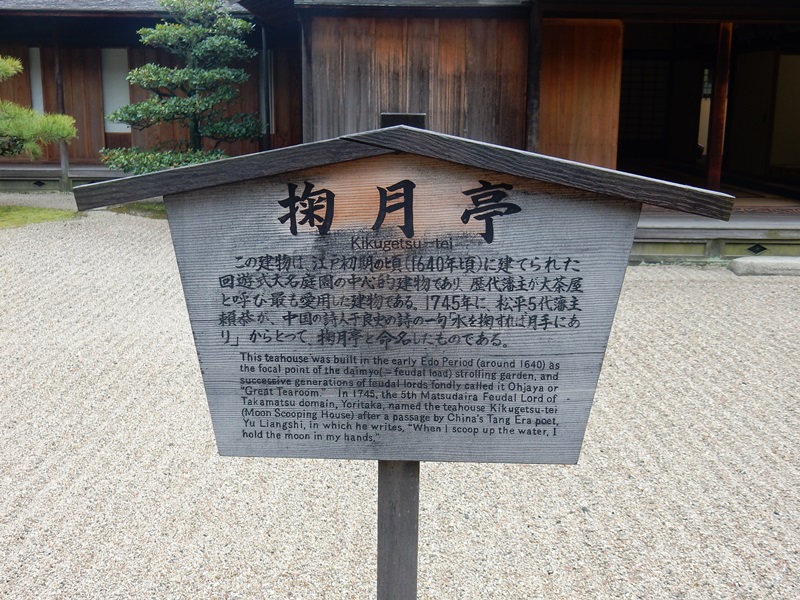 掬月亭
Kikugetsu-tei
この建物は、江戸初期の頃(1640年頃)に建てられた
回遊式大名庭園の中心的建物であり、歴代藩主が大茶屋
と呼び最も愛用した建物である。1745年に、松平5代藩主
頼恭が、中国の詩人于良史の詩の一句「水を掬すれば月手にあ
り」からとって、掬月亭と命名したものである。
This teahouse was built in the early Edo Period (around 1640) as
the focal point of the daimyo(=feudal load) strolling garden, and
successive generations of feudal lords fondly called it Ohjaya or
"Great Tearoom." In 1745, the 5th Matsudaira Feudal Lord of
Takamatsu domain, Yoritaka, named the teahouse Kikugetsu-tei
(Moon Scooping House) after a passage by China's Tang Era poet,
Yu Liangshi, in which he writes, "When I scoop up the water, I
hold the moon in my hands."